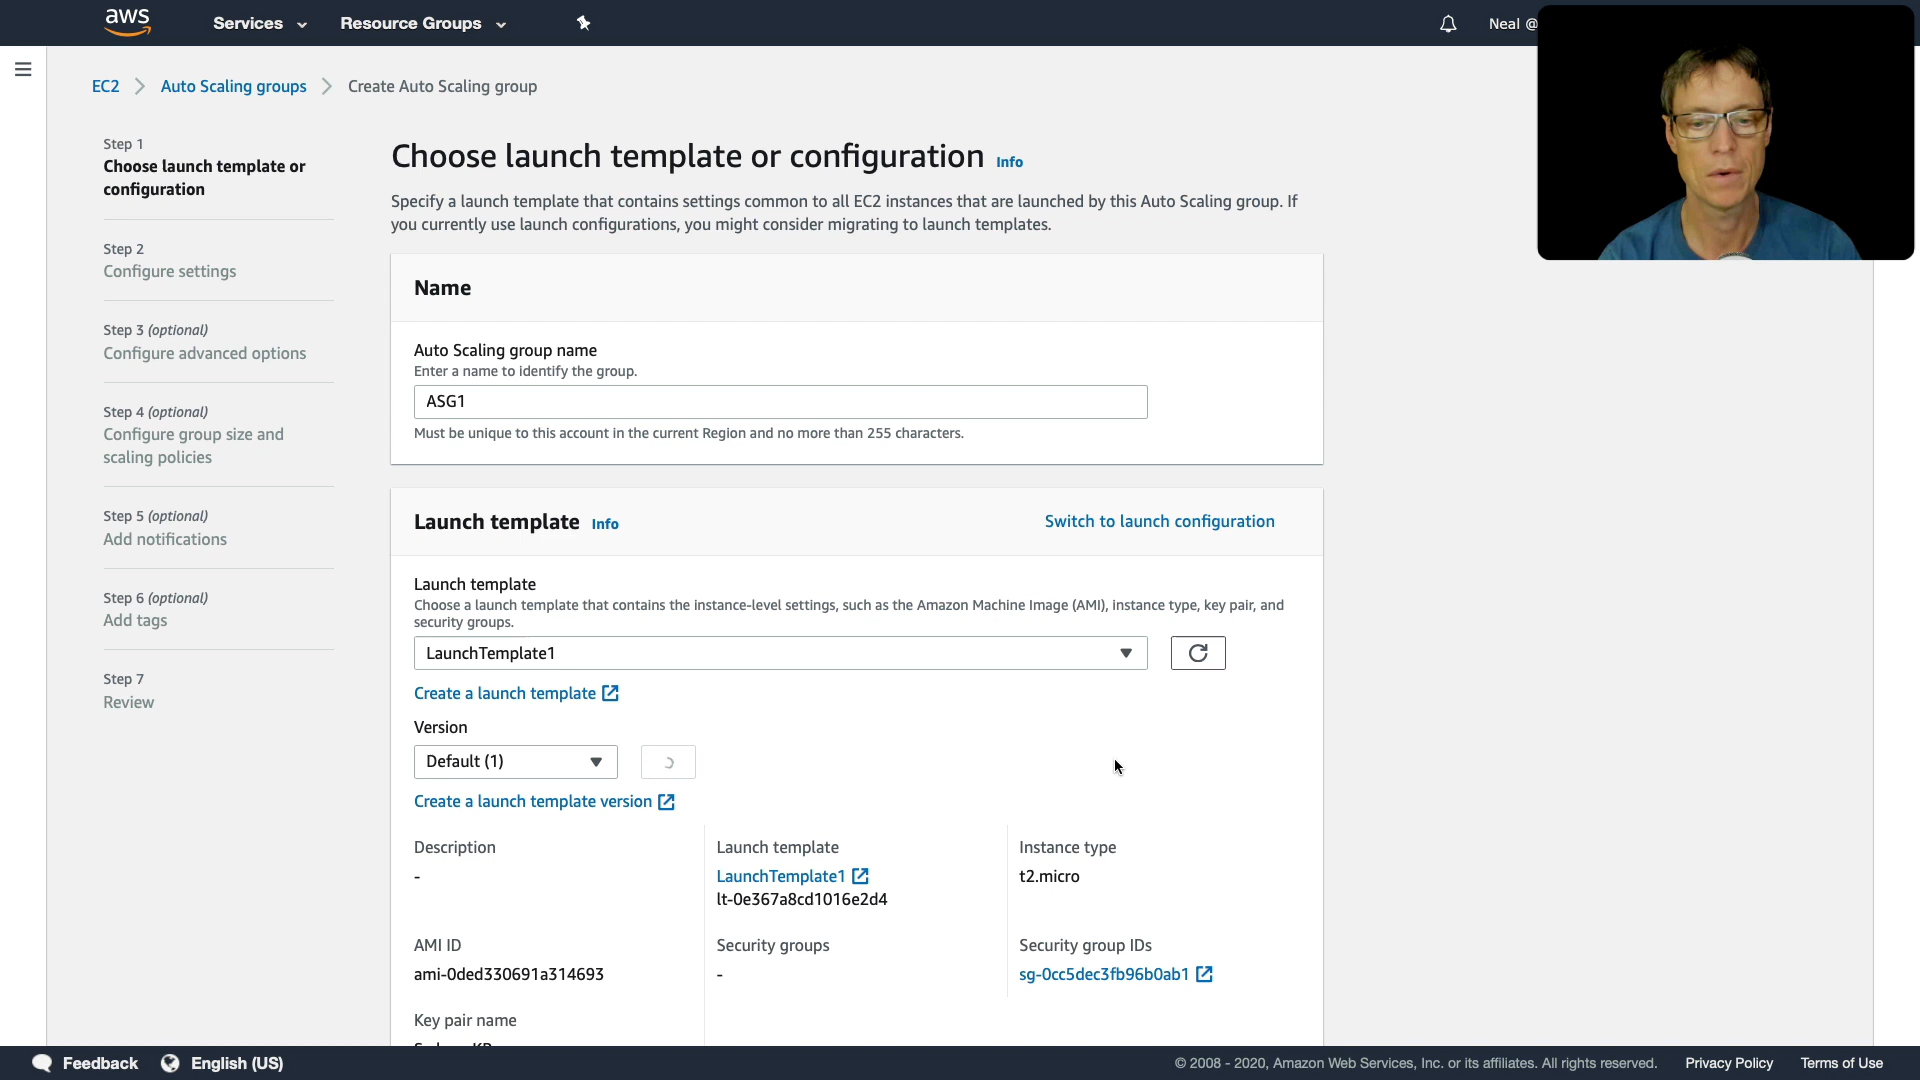 aws
Services
Resource Groups
Neal @
EC2
Auto Scaling groups
Create Auto Scaling group
Step 1
Choose launch template or
configuration
Step 2
Configure settings
Step 3 (optional)
Configure advanced options
Step 4 (optional)
Configure group size and
scaling policies
Step 5 (optional)
Add notifications
Step 6 (optional)
Add tags
Step 7
Review
Choose launch template or configuration Info
Specify a launch template that contains settings common to all EC2 instances that are launched by this Auto Scaling group. If
you currently use launch configurations, you might consider migrating to launch templates.
Name
Auto Scaling group name
Enter a name to identify the group.
ASG1
Must be unique to this account in the current Region and no more than 255 characters.
Launch template Info
Switch to launch configuration
Launch template
Choose a launch template that contains the instance-level settings, such as the Amazon Machine Image (AMI), instance type, key pair, and
security groups.
LaunchTemplate1
Create a launch template
Version
Default (1)
Create a launch template version
Description
-
Launch template
LaunchTemplate1
lt-0e367a8cd1016e2d4
Instance type
t2.micro
AMI ID
ami-0ded330691a314693
Security groups
-
Security group IDs
sg-0cc5dec3fb96b0ab1
Key pair name
Feedback
English (US)
© 2008 - 2020, Amazon Web Services, Inc. or its affiliates. All rights reserved.
Privacy Policy
Terms of Use